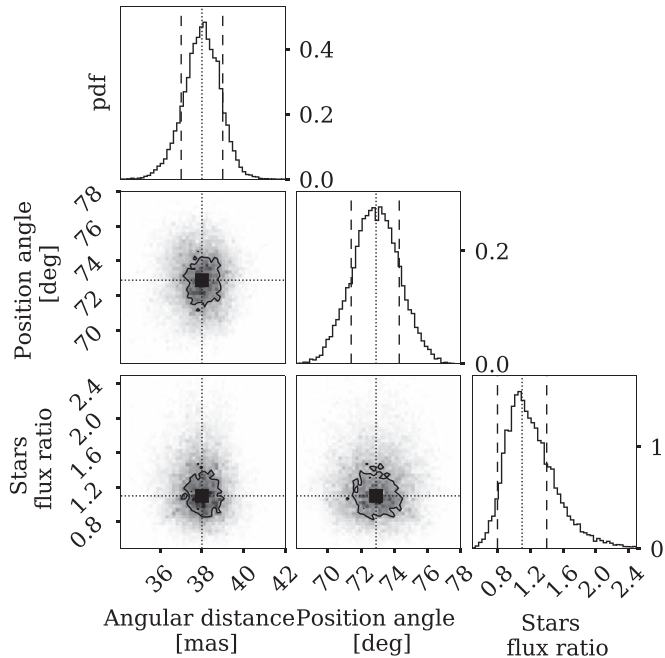 pdf
0.4
0.2
0.0
Position angle
[deg]
78
76
74
72
70
0.2
0.0
Stars
flux ratio
2.4
2.0
1.6
1.2
0.8
1
0
36 38 40 42
70 72 74 76 78
0.8 1.2 1.6 2.0 2.4
Angular distance
[mas]
Position angle
[deg]
Stars
flux ratio